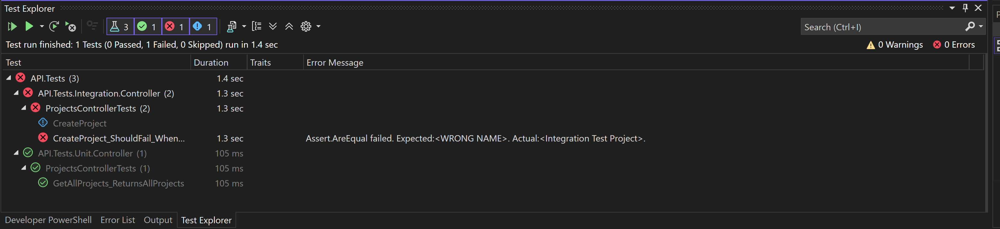 Test Explorer
3 1 1 1
Search (Ctrl+I)
Test run finished: 1 Tests (0 Passed, 1 Failed, 0 Skipped) run in 1.4 sec
0 Warnings 0 Errors
Test Duration Traits Error Message
API.Tests (3) 1.4 sec
API.Tests.Integration.Controller (2) 1.3 sec
ProjectsControllerTests (2) 1.3 sec
CreateProject
CreateProject_ShouldFail_When... 1.3 sec Assert.AreEqual failed. Expected:<WRONG NAME>. Actual:<Integration Test Project>.
API.Tests.Unit.Controller (1) 105 ms
ProjectsControllerTests (1) 105 ms
GetAllProjects_ReturnsAllProjects 105 ms
Developer PowerShell Error List Output Test Explorer